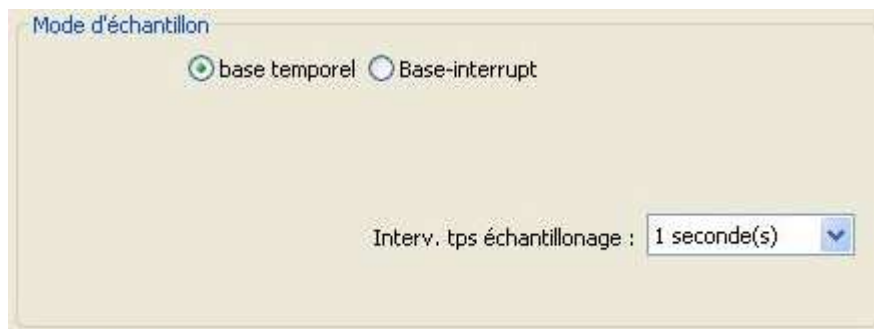 Mode d'échantillon
base temporel Base-interrupt
Interv. tps échantillonage : 1 seconde(s)